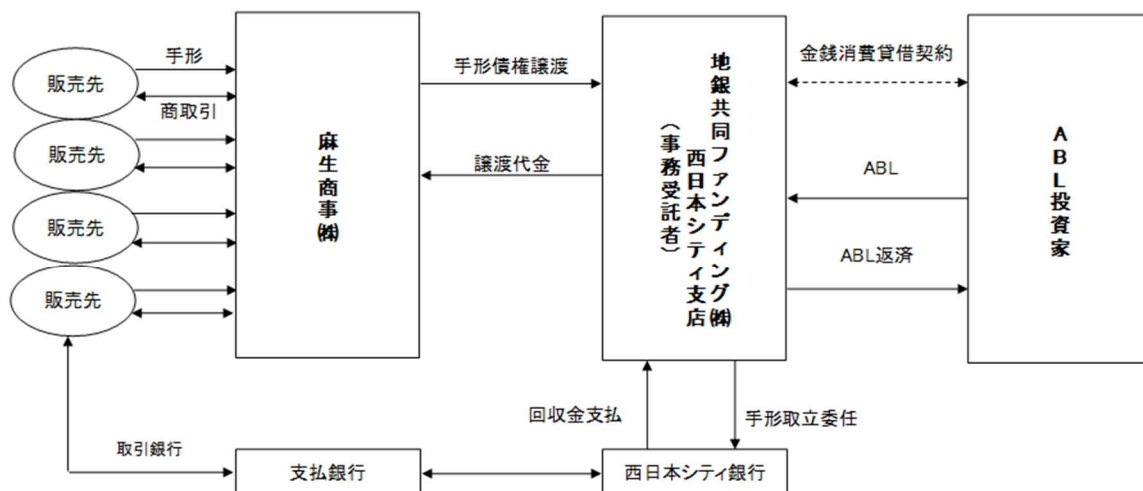 販売先
手形
商取引
販売先
販売先
販売先
麻生商事㈱
手形債権譲渡
譲渡代金
地銀共同ファンディング㈱
西日本シティ支店
（事務受託者）
金銭消費貸借契約
ABL
ABL返済
ABL投資家
回収金支払
手形取立委任
取引銀行
支払銀行
西日本シティ銀行